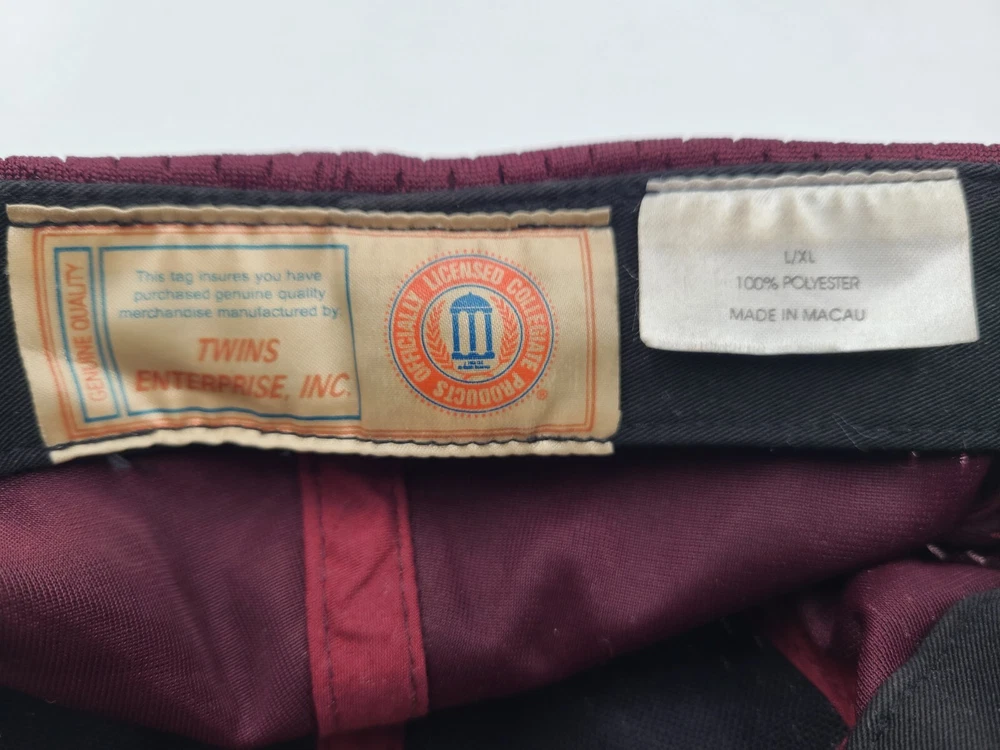 GENUINE QUALITY
This tag insures you have
purchased genuine quality
merchandise manufactured by:
TWINS
ENTERPRISE, INC.
OFFICIALLY LICENSED COLLEGIATE PRODUCTS
®
L/XL
100% POLYESTER
MADE IN MACAU